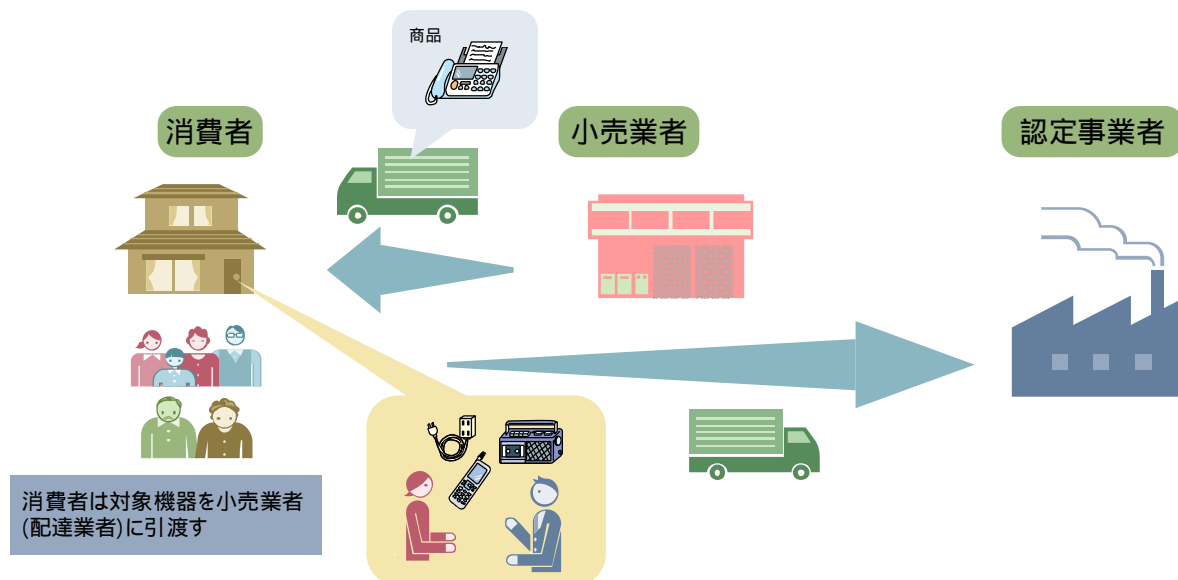 商品
消費者
小売業者
認定事業者
消費者は対象機器を小売業者
(配達業者)に引渡す